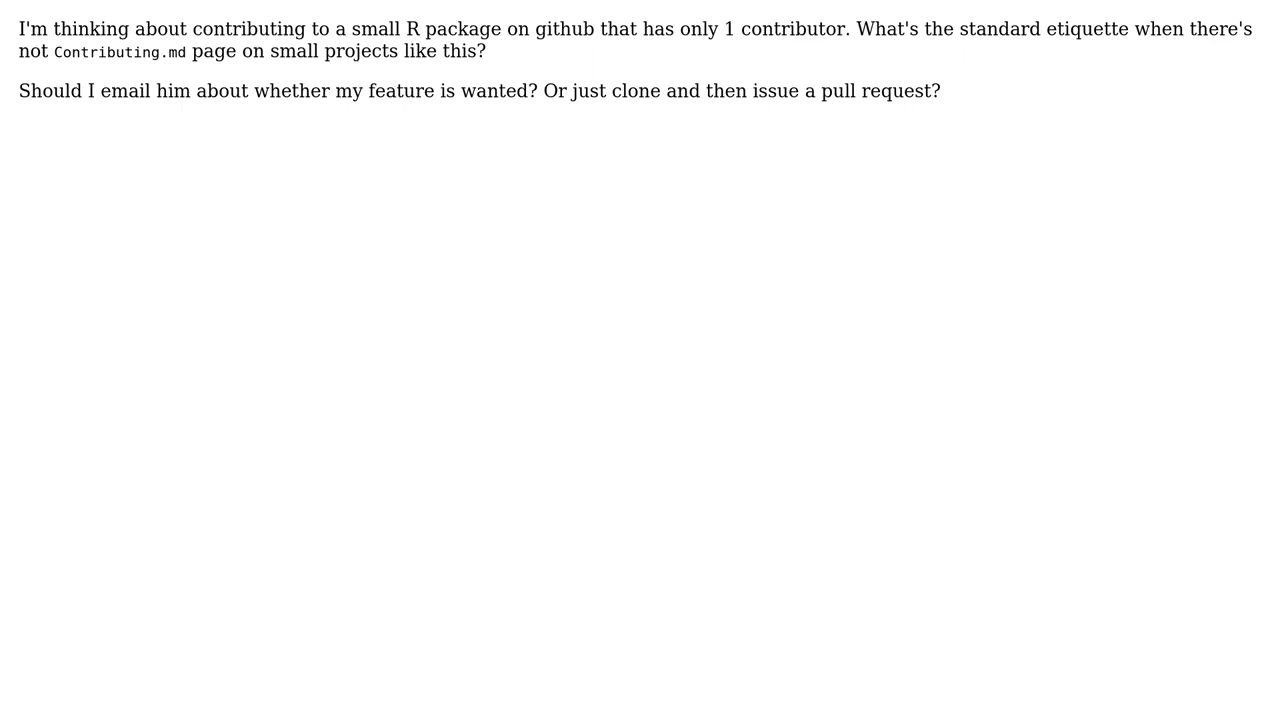 I'm thinking about contributing to a small R package on github that has only 1 contributor. What's the standard etiquette when there's
not Contributing.md page on small projects like this?
Should I email him about whether my feature is wanted? Or just clone and then issue a pull request?